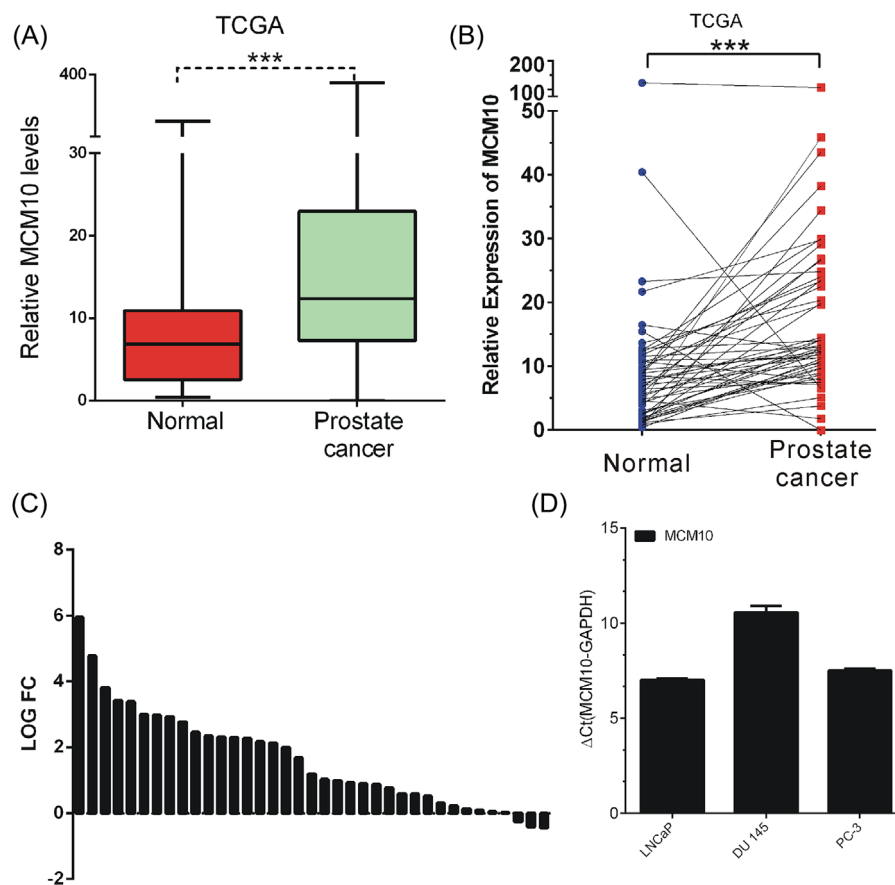 (A)
TCGA
***
Relative MCM10 levels
400
30
20
10
0
Normal
Prostate
cancer
(B)
TCGA
***
Relative Expression of MCM10
200
100
50
40
30
20
10
0
Normal
Prostate
cancer
(C)
LOG FC
8
6
4
2
0
-2
(D)
MCM10
ΔCt(MCM10-GAPDH)
15
10
5
0
LNCaP
DU 145
PC-3